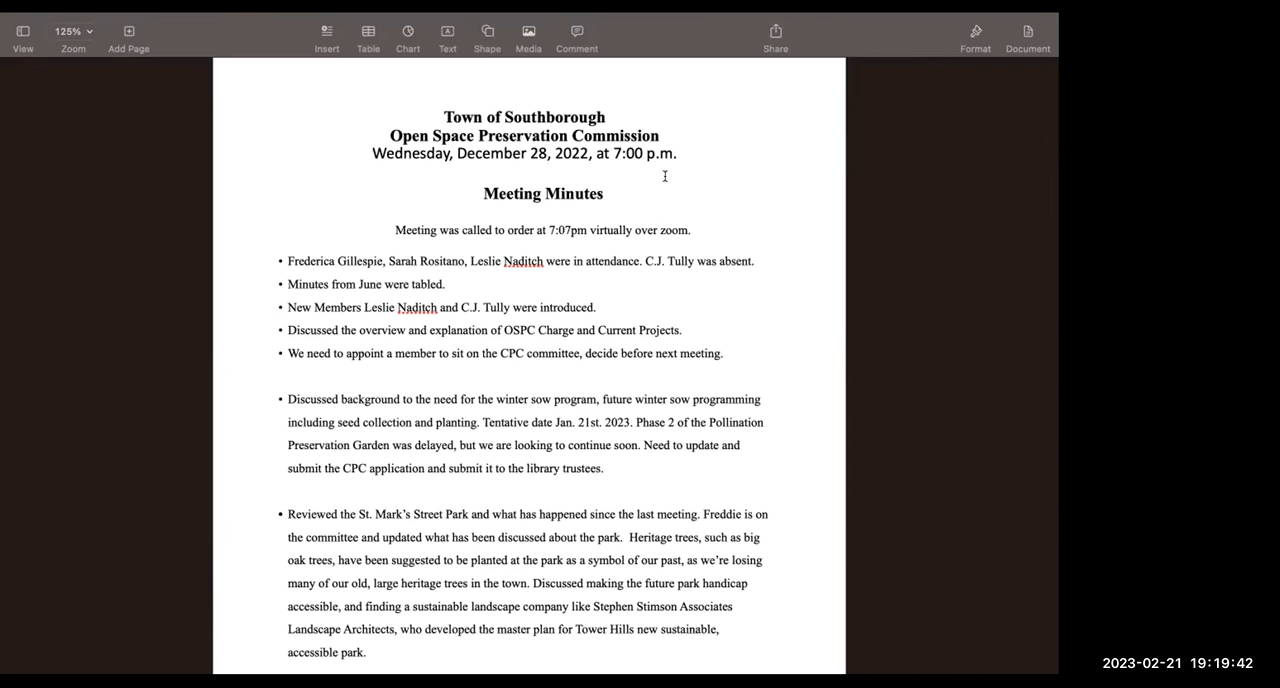 125%
View
Zoom
Add Page
Insert
Table
Chart
Text
Shape
Media
Comment
Share
Format
Document
Town of Southborough
Open Space Preservation Commission
Wednesday, December 28, 2022, at 7:00 p.m.
Meeting Minutes
Meeting was called to order at 7:07pm virtually over zoom.
• Frederica Gillespie, Sarah Rositano, Leslie Naditch were in attendance. C.J. Tully was absent.
• Minutes from June were tabled.
• New Members Leslie Naditch and C.J. Tully were introduced.
• Discussed the overview and explanation of OSPC Charge and Current Projects.
• We need to appoint a member to sit on the CPC committee, decide before next meeting.
• Discussed background to the need for the winter sow program, future winter sow programming
including seed collection and planting. Tentative date Jan. 21st. 2023. Phase 2 of the Pollination
Preservation Garden was delayed, but we are looking to continue soon. Need to update and
submit the CPC application and submit it to the library trustees.
• Reviewed the St. Mark’s Street Park and what has happened since the last meeting. Freddie is on
the committee and updated what has been discussed about the park.  Heritage trees, such as big
oak trees, have been suggested to be planted at the park as a symbol of our past, as we’re losing
many of our old, large heritage trees in the town. Discussed making the future park handicap
accessible, and finding a sustainable landscape company like Stephen Stimson Associates
Landscape Architects, who developed the master plan for Tower Hills new sustainable,
accessible park.
2023-02-21 19:19:42